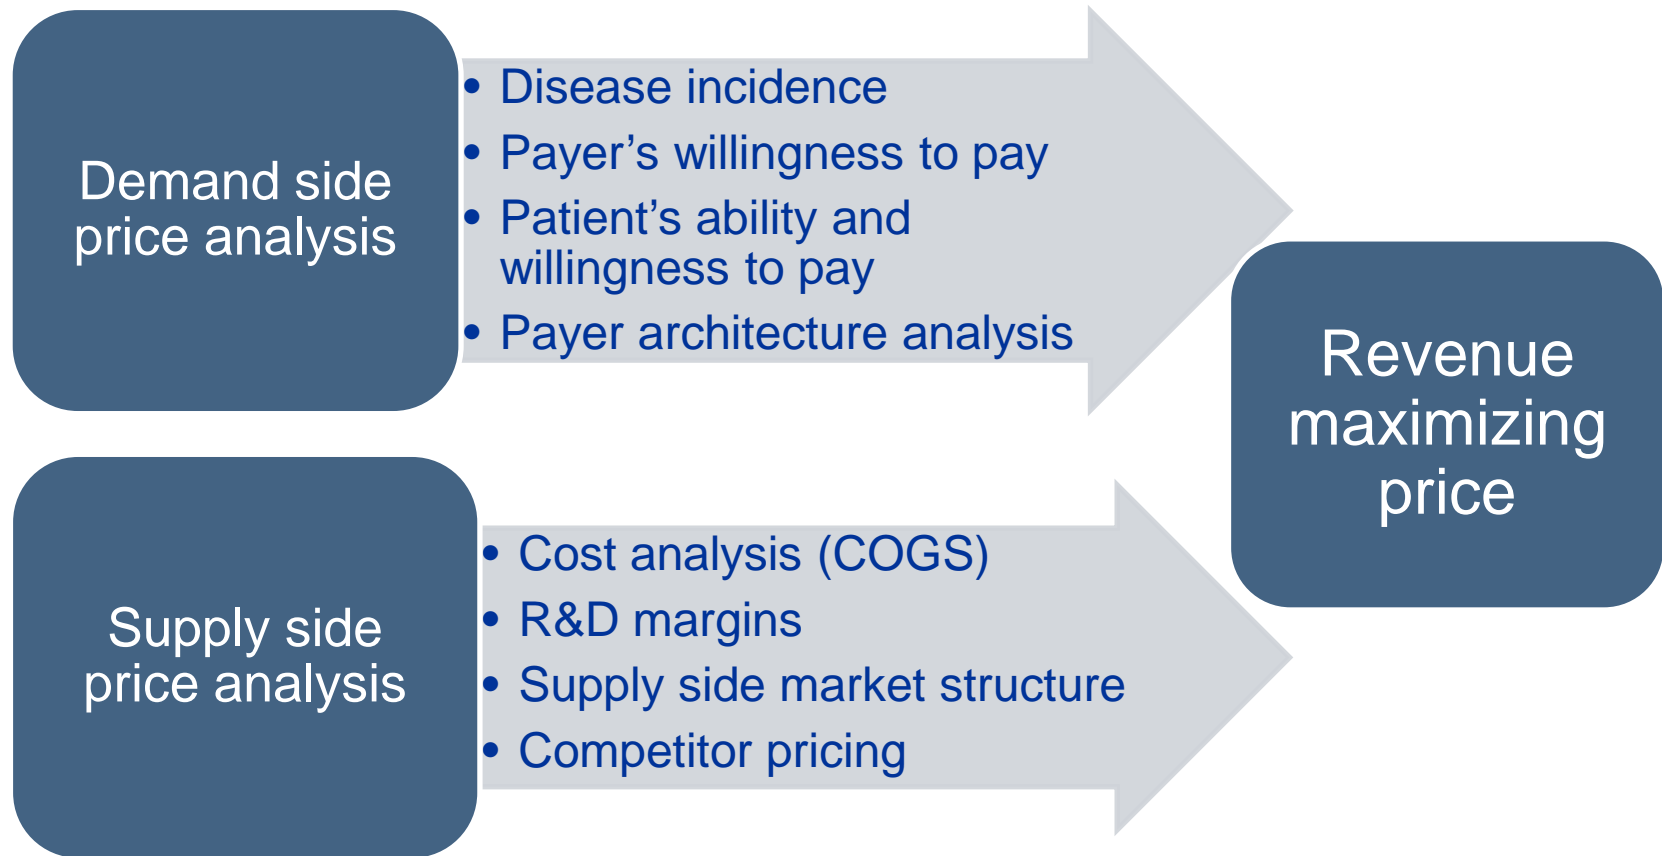 Demand side
price analysis
• Disease incidence
• Payer’s willingness to pay
• Patient’s ability and
willingness to pay
• Payer architecture analysis
Supply side
price analysis
• Cost analysis (COGS)
• R&D margins
• Supply side market structure
• Competitor pricing
Revenue
maximizing
price